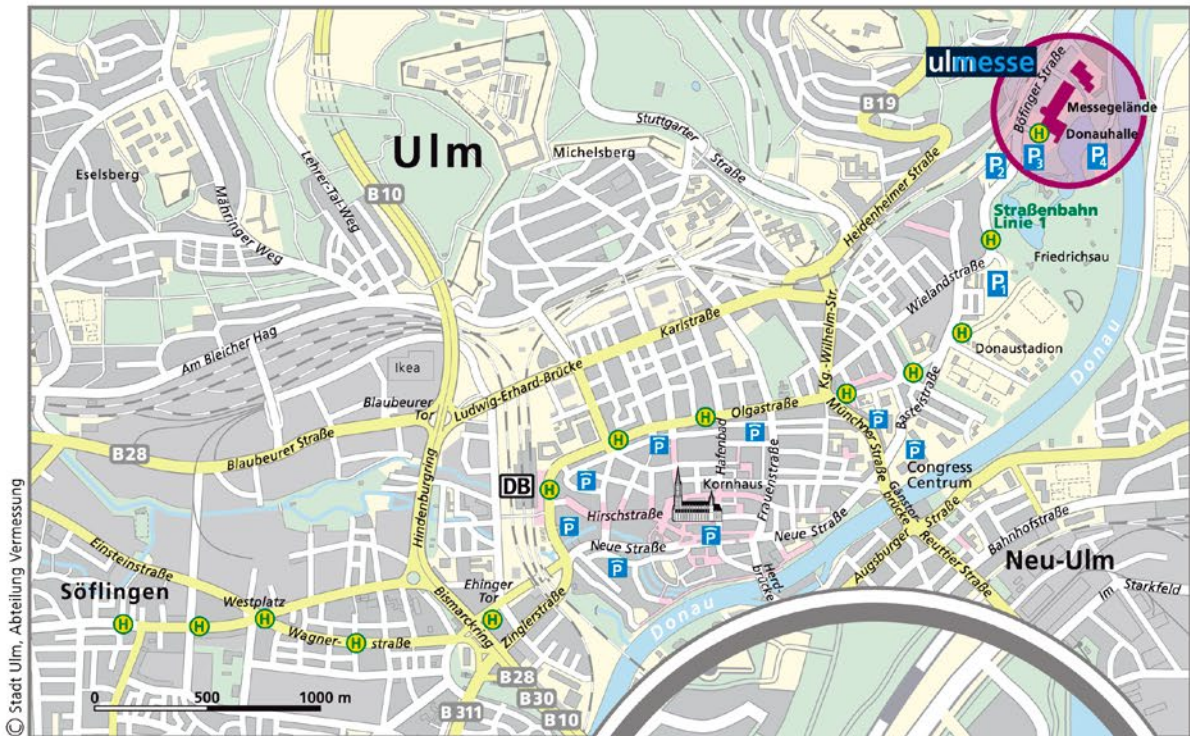 ulmesse
Böfinger Straße
Messegelände
H
Donauhalle
P3
P4
P2
B19
Stuttgarter
Straße
Ulm
Michelsberg
Eselsberg
Lehrer-Tal-Weg
B10
Mähringer Weg
Heidenheimer Straße
Straßenbahn
Linie 1
H
Friedrichsau
Wielandstraße
P1
Kg.-Wilhelm-Str.
Karlstraße
Am Bleicher Hag
H
Donaustadion
Donau
Ikea
Ludwig-Erhard-Brücke
Blaubeurer
Tor
H
Basteistraße
H
Olgastraße
H
Münchner Straße
P
P
H
P
Hafenbad
Frauenstraße
P
Congress
Centrum
B28
Blaubeurer Straße
Hindenburgring
DB
H
P
Kornhaus
Gänstor-
brücke
P
Hirschstraße
P
Neue Straße
Neue Straße
P
Augsburger Straße
Bahnhofstraße
Reuttier Straße
Neu-Ulm
Herd-
brücke
Einsteinstraße
Söflingen
Westplatz
Ehinger
Tor
H
H
H
H
H
Wagner-
straße
Bismarckring
Zinglerstraße
Donau
Im Starkfeld
B28
B30
B10
B311
0 500 1000 m
© Stadt Ulm, Abteilung Vermessung